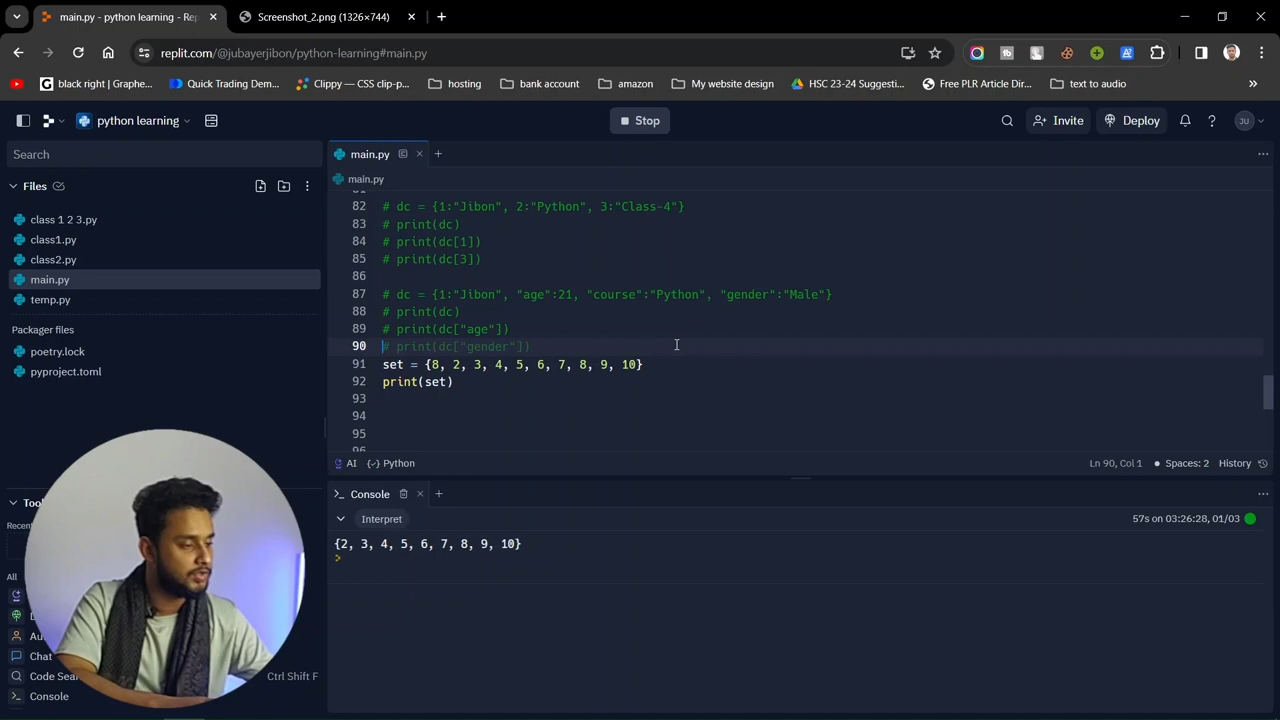 main.py - python learning - Rep
Screenshot_2.png (1326×744)
replit.com/@jubayerjibon/python-learning#main.py
black right | Graphe...
Quick Trading Dem...
Clippy — CSS clip-p...
hosting
bank account
amazon
My website design
HSC 23-24 Suggesti...
Free PLR Article Dir...
text to audio
python learning
Stop
Invite
Deploy
JU
Search
main.py
Files
main.py
class 1 2 3.py
class1.py
class2.py
main.py
temp.py
Packager files
poetry.lock
pyproject.toml
82 # dc = {1:"Jibon", 2:"Python", 3:"Class-4"}
83 # print(dc)
84 # print(dc[1])
85 # print(dc[3])
86
87 # dc = {1:"Jibon", "age":21, "course":"Python", "gender":"Male"}
88 # print(dc)
89 # print(dc["age"])
90 # print(dc["gender"])
91 set = {8, 2, 3, 4, 5, 6, 7, 8, 9, 10}
92 print(set)
93
94
95
AI {} Python
Ln 90, Col 1
Spaces: 2
History
Console
Interpret
57s on 03:26:28, 01/03
{2, 3, 4, 5, 6, 7, 8, 9, 10}
Too
Recen
All
D
Au
Chat
Code Sear
Ctrl Shift F
Console